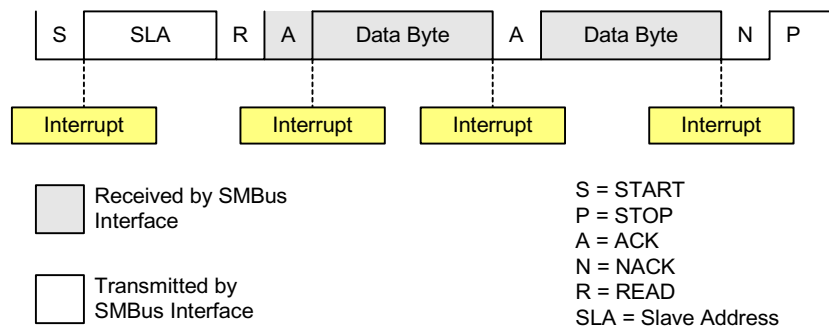 S SLA R A Data Byte A Data Byte N P
Interrupt Interrupt Interrupt Interrupt
Received by SMBus
Interface
Transmitted by
SMBus Interface
S = START
P = STOP
A = ACK
N = NACK
R = READ
SLA = Slave Address